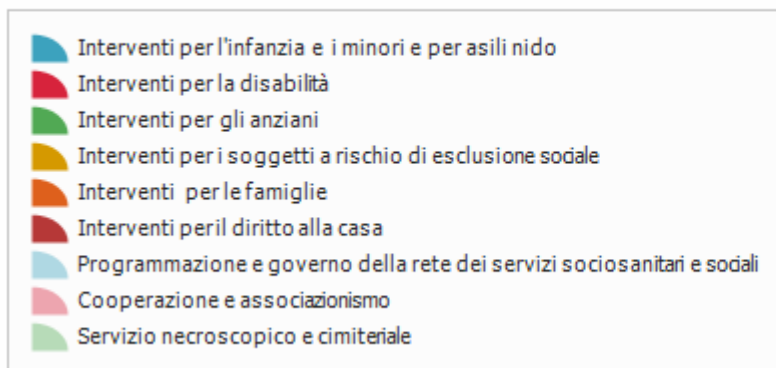 Interventi per l'infanzia e i minori e per asili nido
Interventi per la disabilità
Interventi per gli anziani
Interventi per i soggetti a rischio di esclusione sociale
Interventi per le famiglie
Interventi per il diritto alla casa
Programmazione e governo della rete dei servizi sociosanitari e sociali
Cooperazione e associazionismo
Servizio necroscopico e cimiteriale